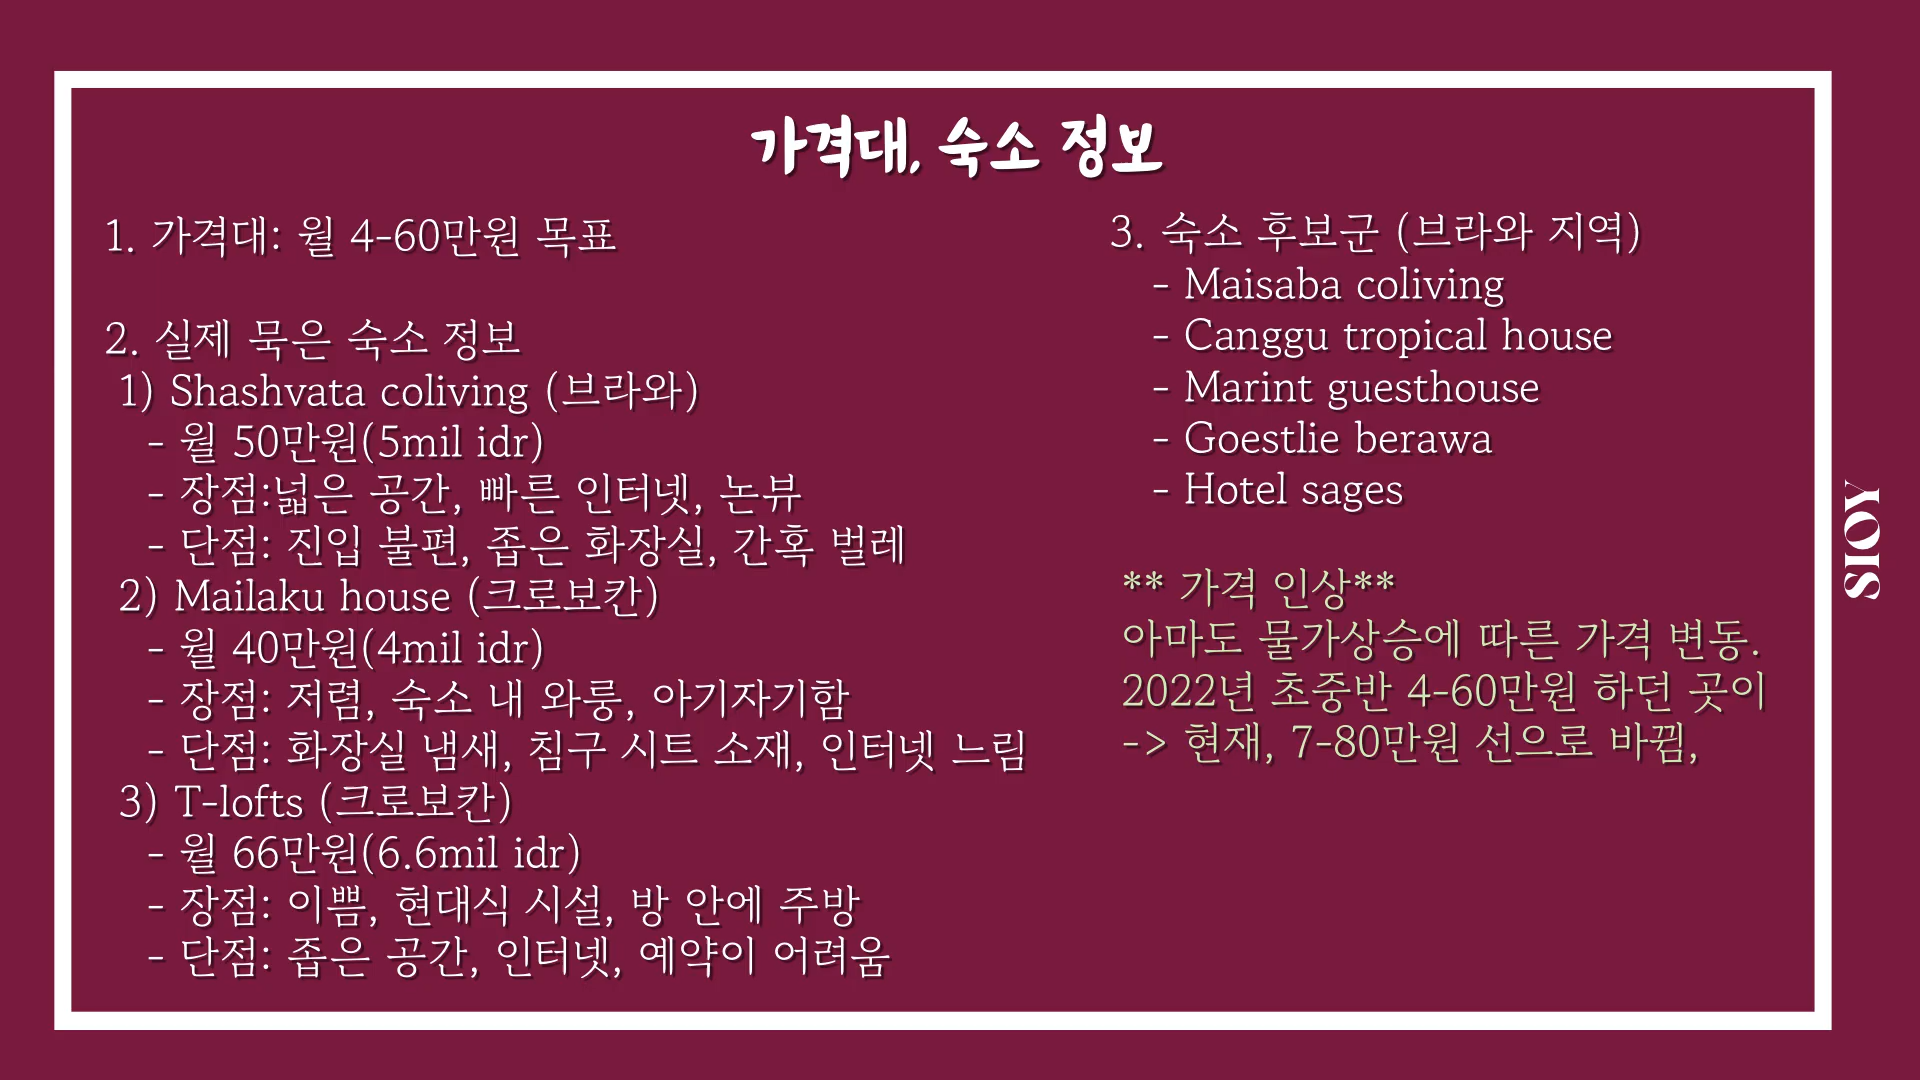 가격대, 숙소 정보
1. 가격대: 월 4-60만원 목표
2. 실제 묵은 숙소 정보
1) Shashvata coliving (브라와)
- 월 50만원(5mil idr)
- 장점:넓은 공간, 빠른 인터넷, 논뷰
- 단점: 진입 불편, 좁은 화장실, 간혹 벌레
2) Mailaku house (크로보칸)
- 월 40만원(4mil idr)
- 장점: 저렴, 숙소 내 와룽, 아기자기함
- 단점: 화장실 냄새, 침구 시트 소재, 인터넷 느림
3) T-lofts (크로보칸)
- 월 66만원(6.6mil idr)
- 장점: 이쁨, 현대식 시설, 방 안에 주방
- 단점: 좁은 공간, 인터넷, 예약이 어려움
3. 숙소 후보군 (브라와 지역)
- Maisaba coliving
- Canggu tropical house
- Marint guesthouse
- Goestlie berawa
- Hotel sages
** 가격 인상**
아마도 물가상승에 따른 가격 변동.
2022년 초중반 4-60만원 하던 곳이
-> 현재, 7-80만원 선으로 바뀜,
YOIS